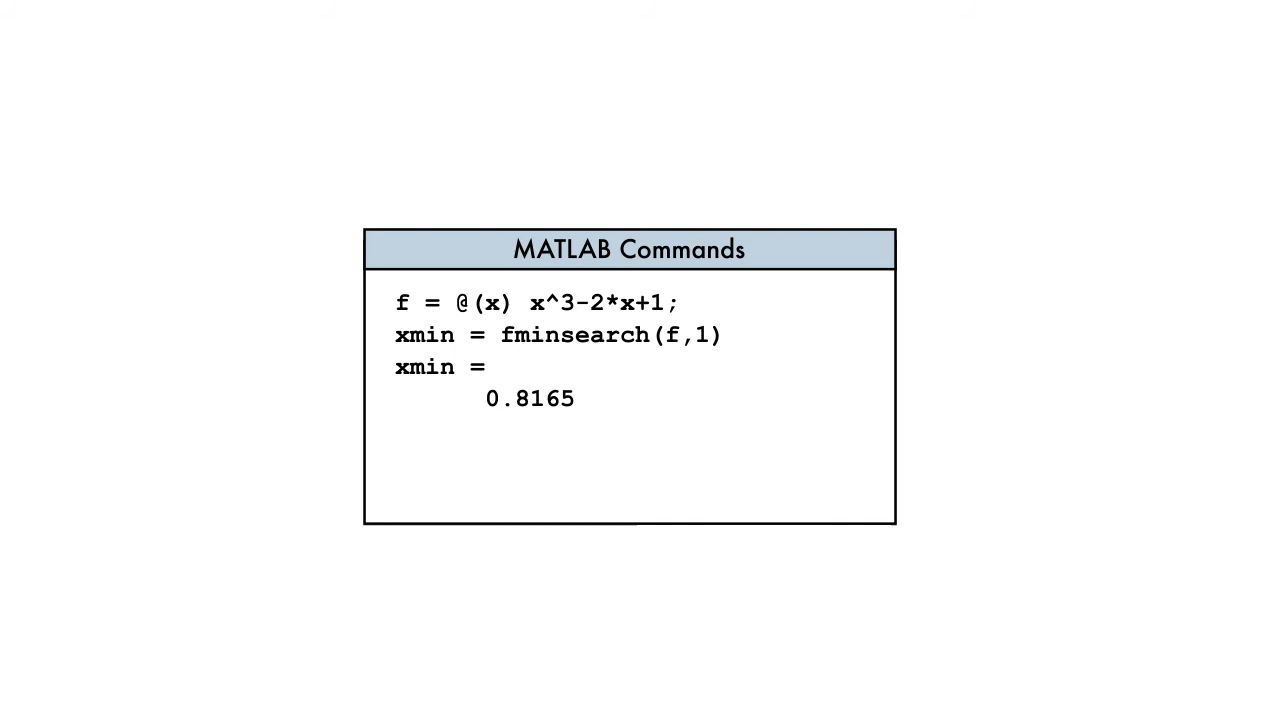 MATLAB Commands
f = @(x) x^3-2*x+1;
xmin = fminsearch(f,1)
xmin =
0.8165